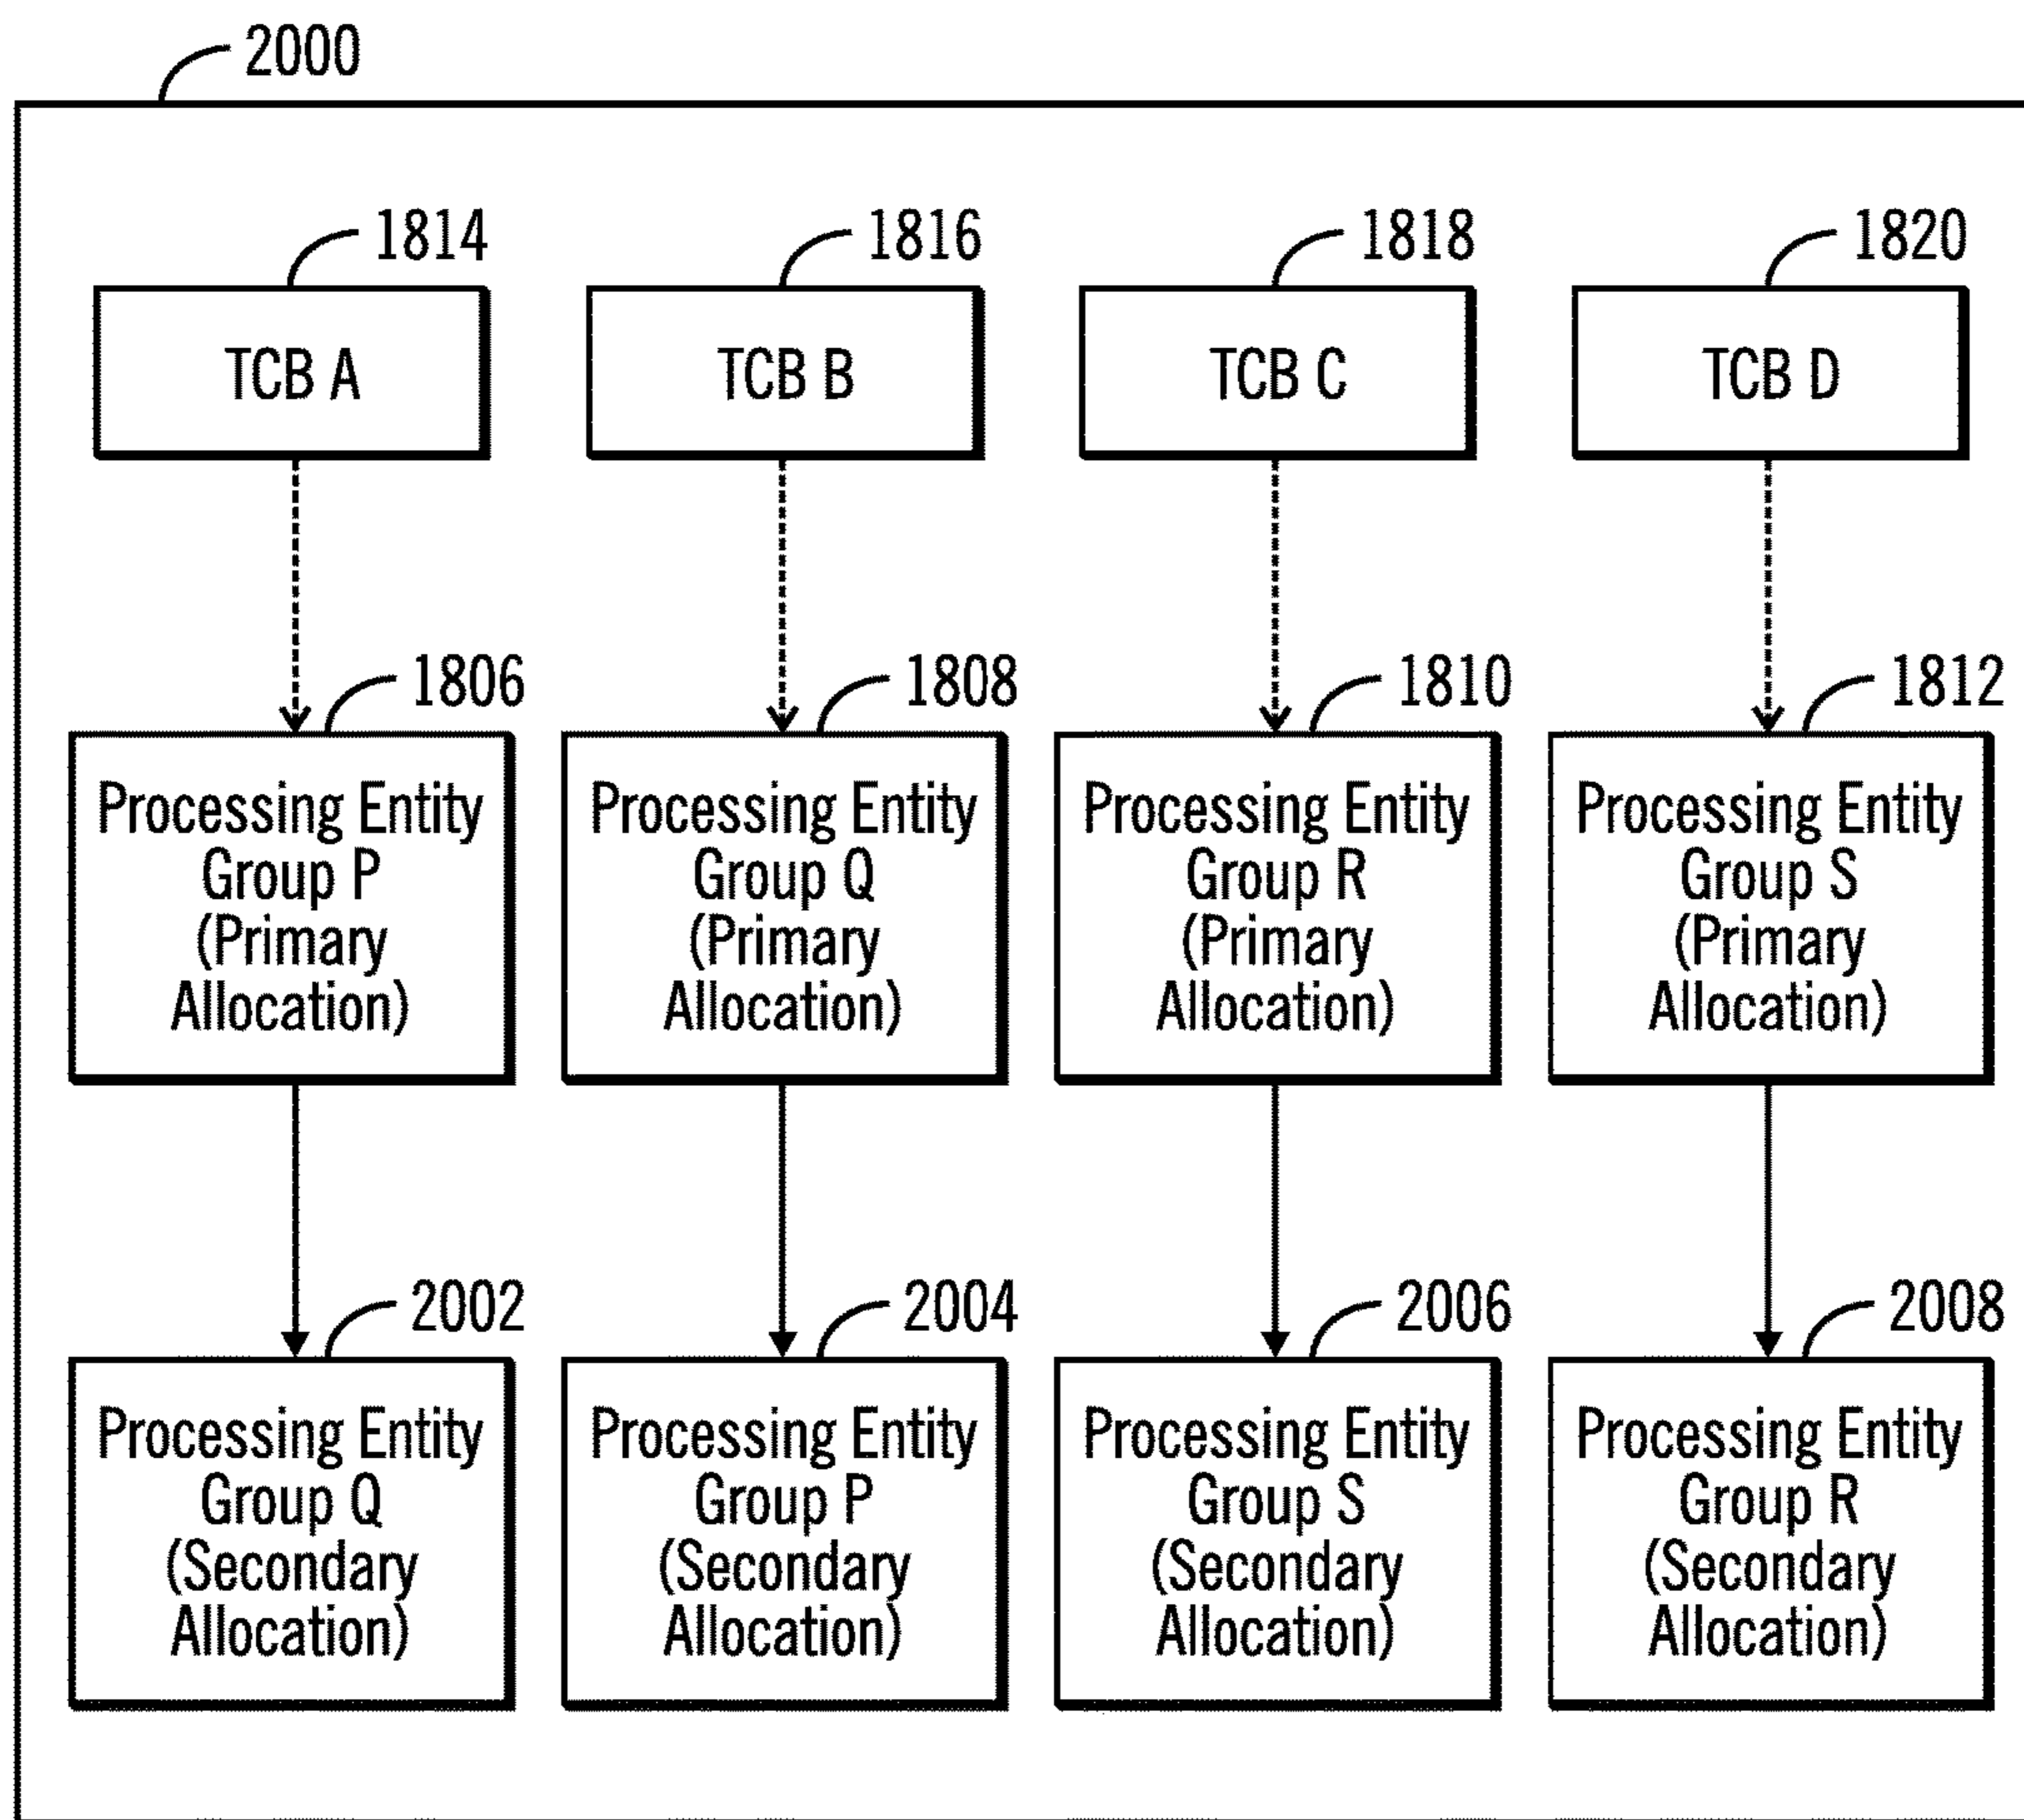 2000
1814
1816
1818
1820
TCB A
TCB B
TCB C
TCB D
1806
1808
1810
1812
Processing Entity
Group P
(Primary
Allocation)
Processing Entity
Group Q
(Primary
Allocation)
Processing Entity
Group R
(Primary
Allocation)
Processing Entity
Group S
(Primary
Allocation)
2002
2004
2006
2008
Processing Entity
Group Q
(Secondary
Allocation)
Processing Entity
Group P
(Secondary
Allocation)
Processing Entity
Group S
(Secondary
Allocation)
Processing Entity
Group R
(Secondary
Allocation)